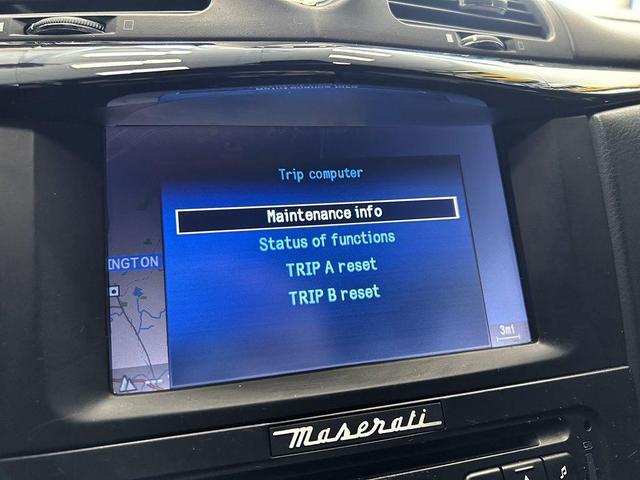 Trip computer
Maintenance info
Status of functions
TRIP A reset
TRIP B reset
INGTON
3mi
Maserati